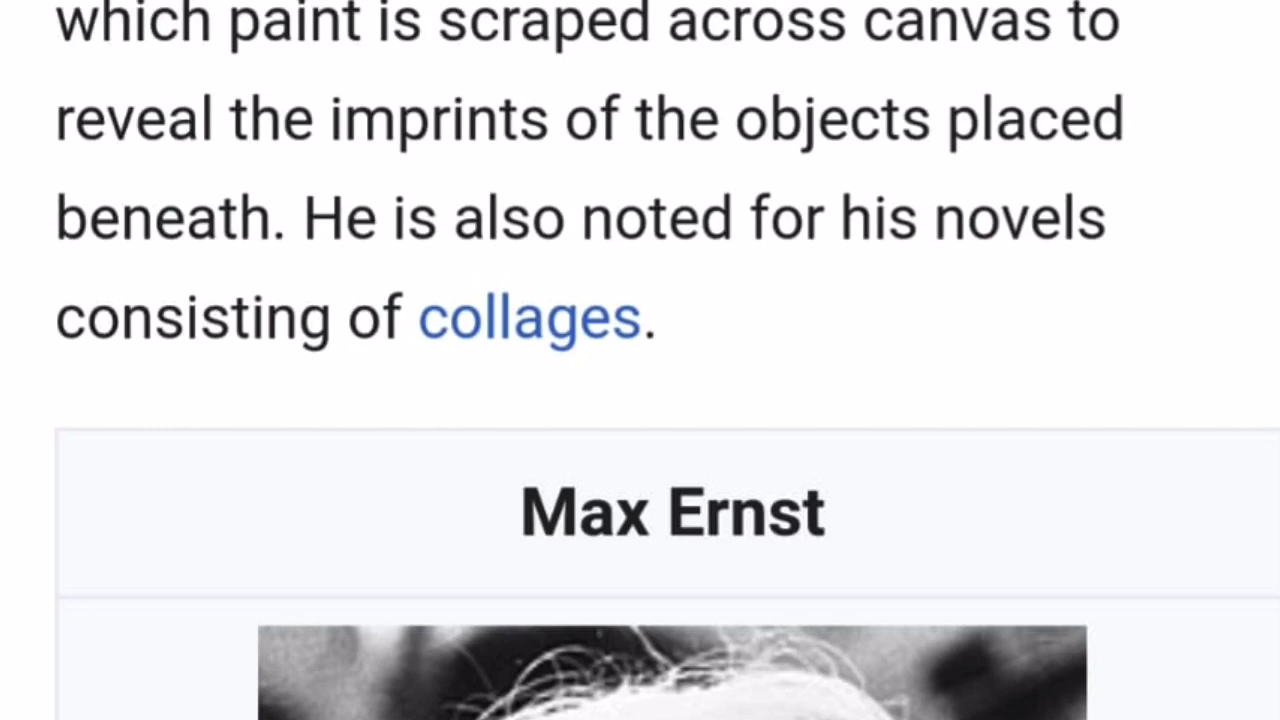 which paint is scraped across canvas to
reveal the imprints of the objects placed
beneath. He is also noted for his novels
consisting of collages.
Max Ernst